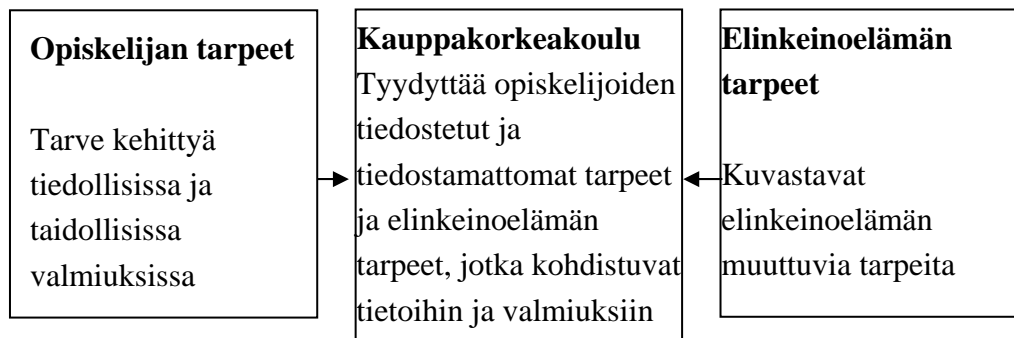 Opiskelijan tarpeet
Tarve kehittyä
tiedollisissa ja
taidollisissa
valmiuksissa
Kauppakorkeakoulu
Tyydyttää opiskelijoiden
tiedostetut ja
tiedostamattomat tarpeet
ja elinkeinoelämän
tarpeet, jotka kohdistuvat
tietoihin ja valmiuksiin
Elinkeinoelämän
tarpeet
Kuvastavat
elinkeinoelämän
muuttuvia tarpeita